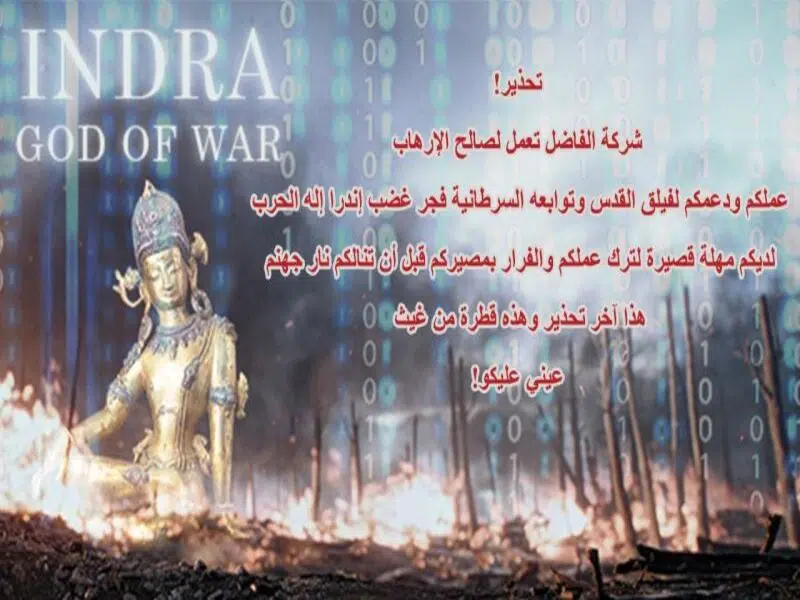 INDRA
GOD OF WAR
تحذير!
شركة الفاضل تعمل لصالح الإرهاب
عملكم ودعمكم لفيلق القدس وتوابعه السرطانية فجر غضب إندرا إله الحرب
لديكم مهلة قصيرة لترك عملكم والفرار بمصيركم قبل أن تنالكم نار جهنم
هذا آخر تحذير وهذه قطرة من غيث
عيني عليكو!